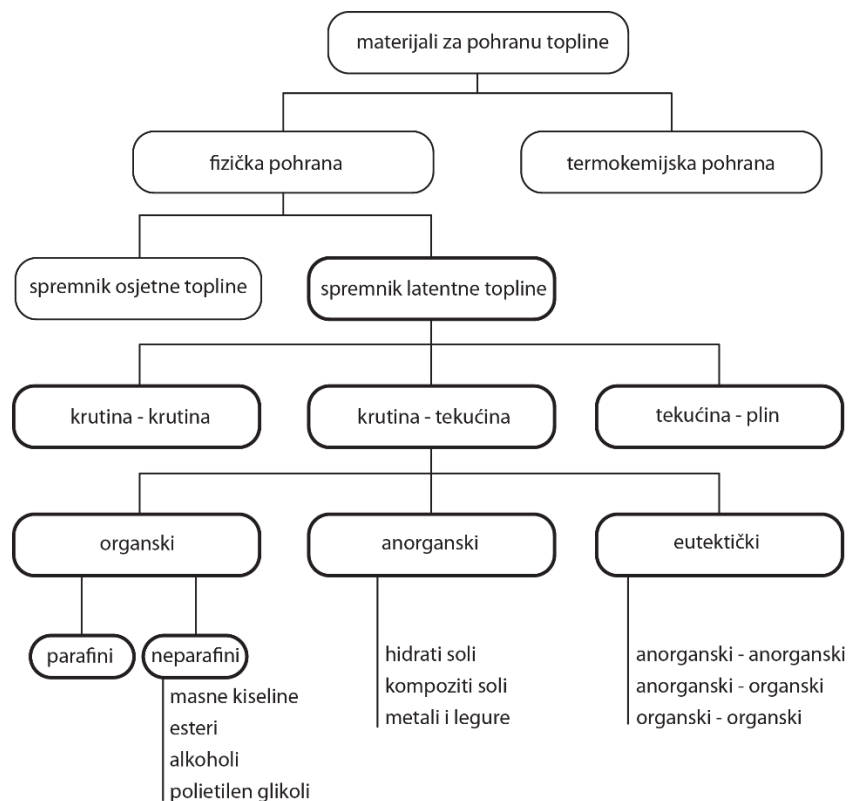 materijali za pohranu topline
fizička pohrana
termokemijska pohrana
spremnik osjetne topline
spremnik latentne topline
krutina - krutina
krutina - tekućina
tekućina - plin
organski
anorganski
eutektički
parafini
neparafini
masne kiseline
esteri
alkoholi
polietilen glikoli
hidrati soli
kompoziti soli
metali i legure
anorganski - anorganski
anorganski - organski
organski - organski